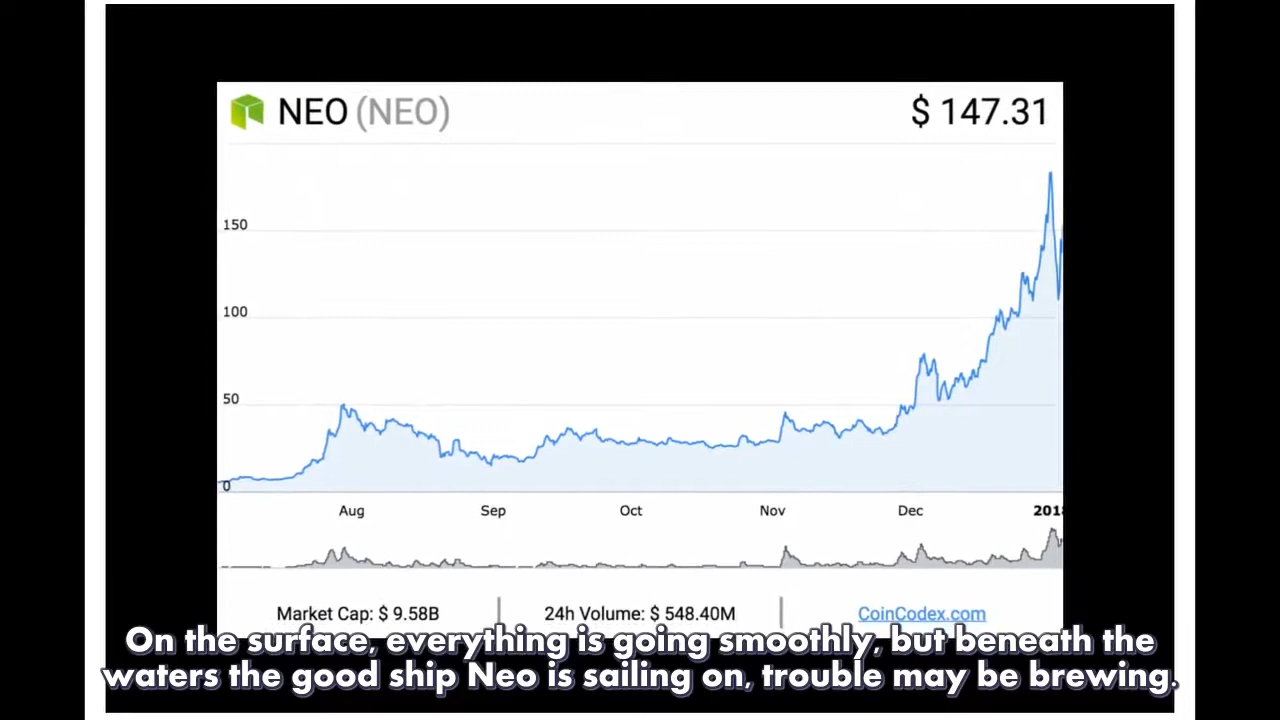 NEO (NEO)
$ 147.31
150
100
50
0
Aug Sep Oct Nov Dec 201
Market Cap: $ 9.58B 24h Volume: $ 548.40M CoinCodex.com
On the surface, everything is going smoothly, but beneath the
waters the good ship Neo is sailing on, trouble may be brewing.